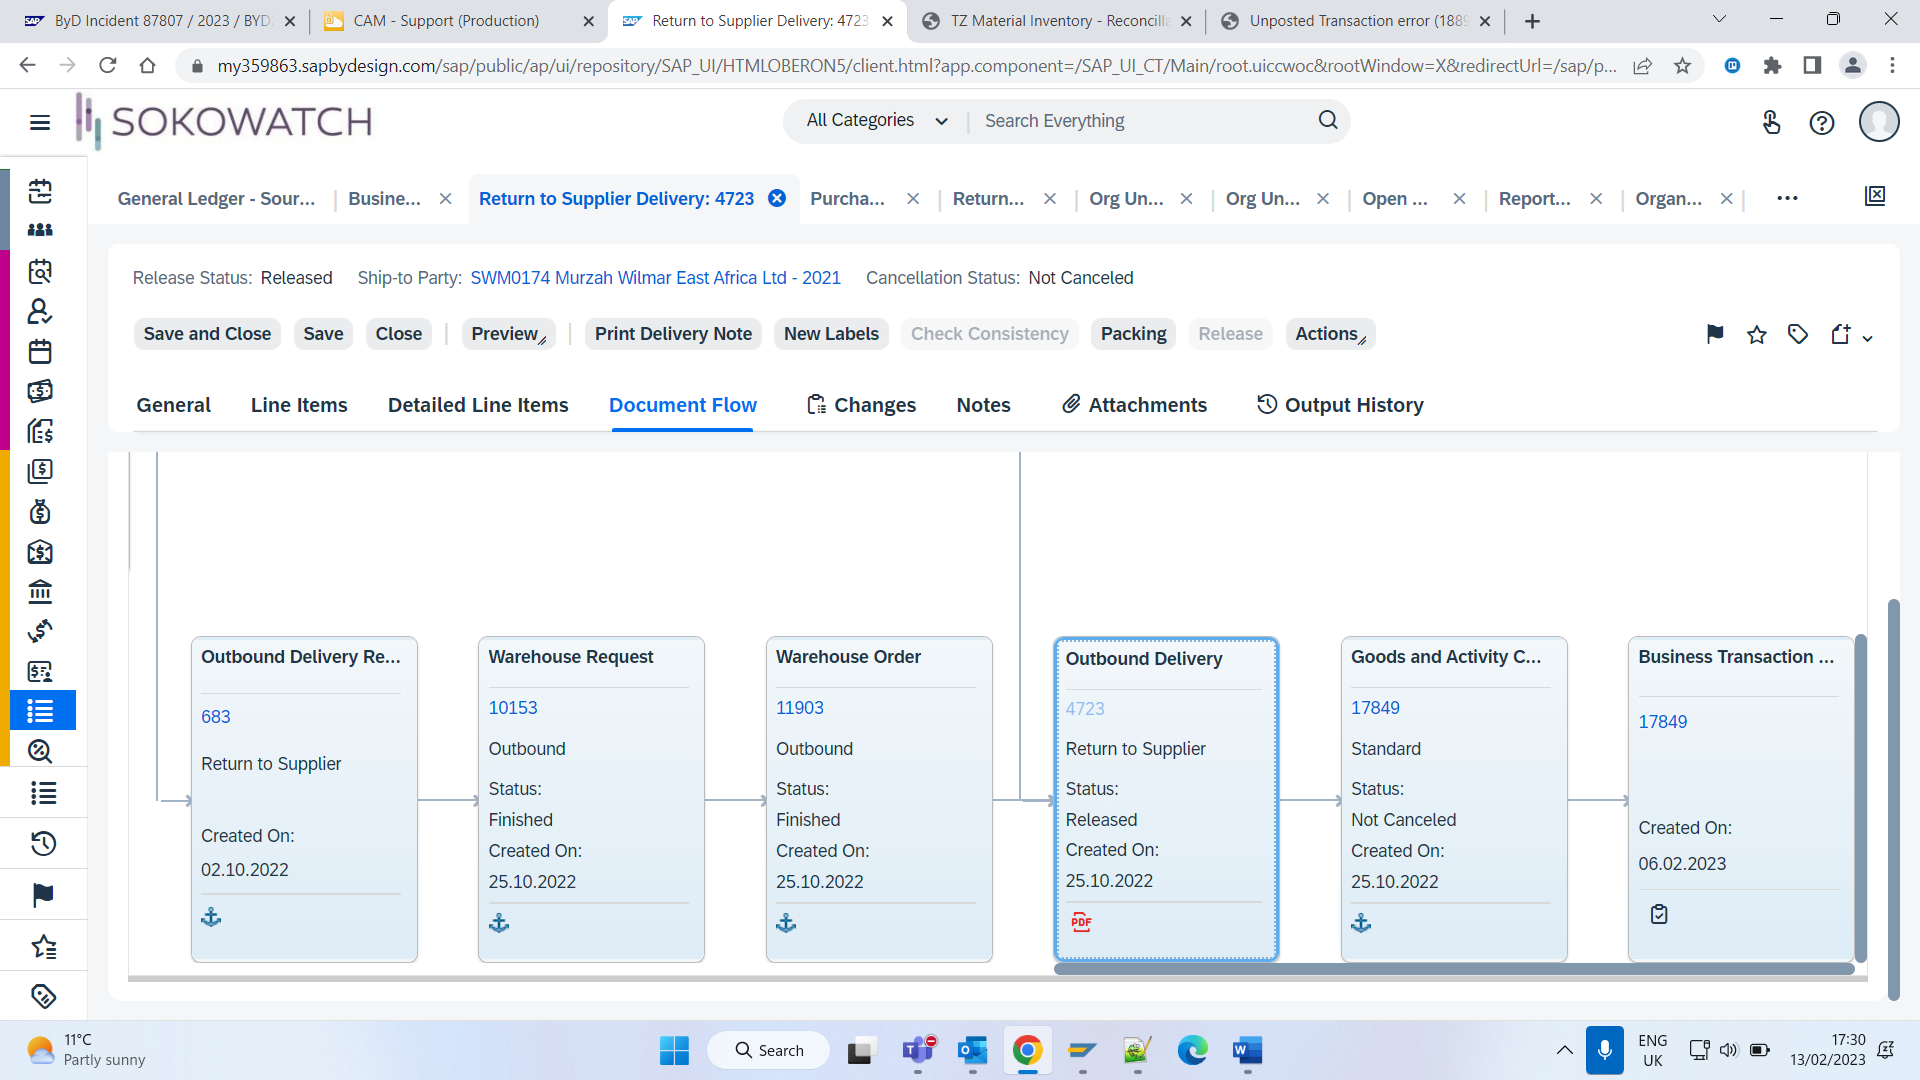 ByD Incident 87807 / 2023 / BYD
CAM - Support (Production)
Return to Supplier Delivery: 4723
TZ Material Inventory - Reconcilla
Unposted Transaction error (1889
my359863.sapbydesign.com/sap/public/ap/ui/repository/SAP_UI/HTMLOBERON5/client.html?app.component=/SAP_UI_CT/Main/root.uiccwoc&rootWindow=X&redirectUrl=/sap/p...
SOKOWATCH
All Categories
Search Everything
General Ledger - Sour...
Busine...
Return to Supplier Delivery: 4723
Purcha...
Return...
Org Un...
Org Un...
Open ...
Report...
Organ...
Release Status: Released Ship-to Party: SWM0174 Murzah Wilmar East Africa Ltd - 2021 Cancellation Status: Not Canceled
Save and Close Save Close Preview Print Delivery Note New Labels Check Consistency Packing Release Actions
General Line Items Detailed Line Items Document Flow Changes Notes Attachments Output History
Outbound Delivery Re...
683
Return to Supplier
Created On:
02.10.2022
Warehouse Request
10153
Outbound
Status:
Finished
Created On:
25.10.2022
Warehouse Order
11903
Outbound
Status:
Finished
Created On:
25.10.2022
Outbound Delivery
4723
Return to Supplier
Status:
Released
Created On:
25.10.2022
PDF
Goods and Activity C...
17849
Standard
Status:
Not Canceled
Created On:
25.10.2022
Business Transaction ...
17849
Created On:
06.02.2023
11°C
Partly sunny
Search
ENG
UK
17:30
13/02/2023